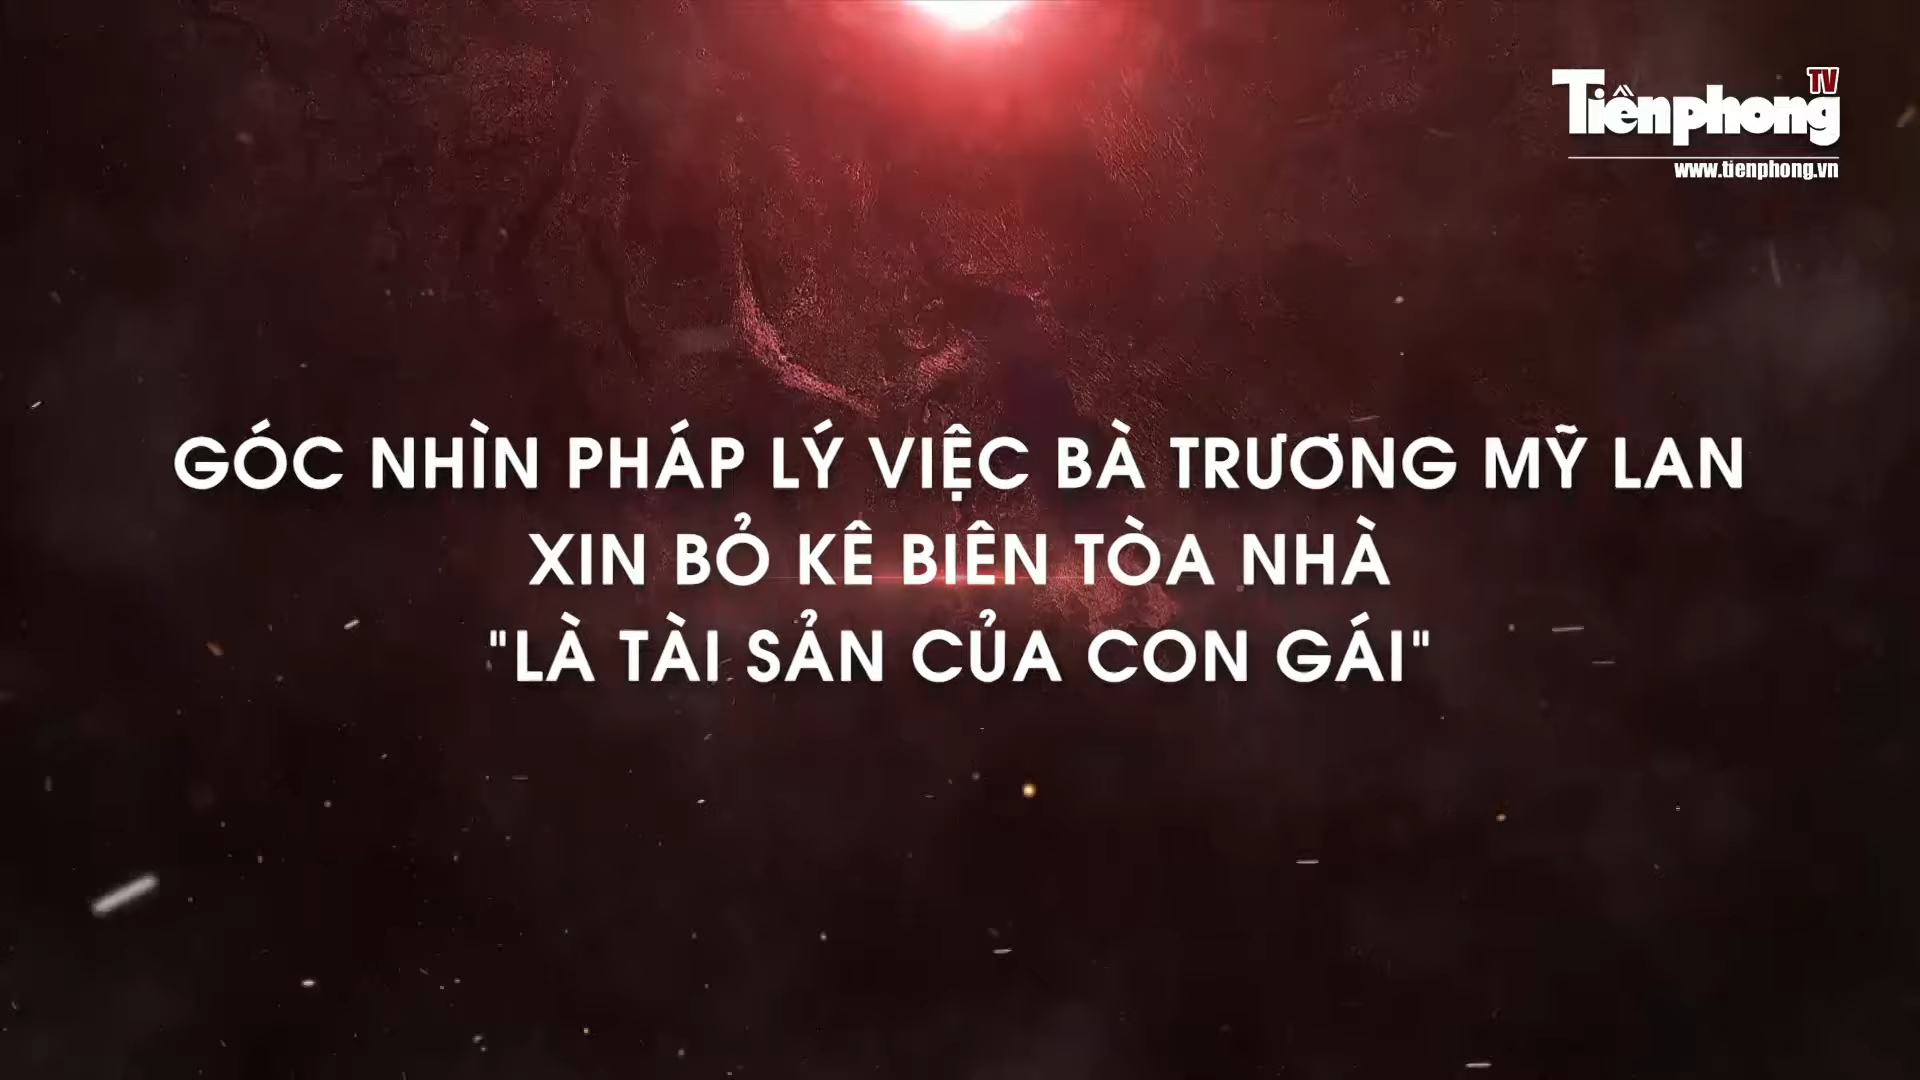 TV
Tiềnphong
www.tienphong.vn
GÓC NHÌN PHÁP LÝ VIỆC BÀ TRƯƠNG MỸ LAN
XIN BỎ KÊ BIÊN TÒA NHÀ
"LÀ TÀI SẢN CỦA CON GÁI"